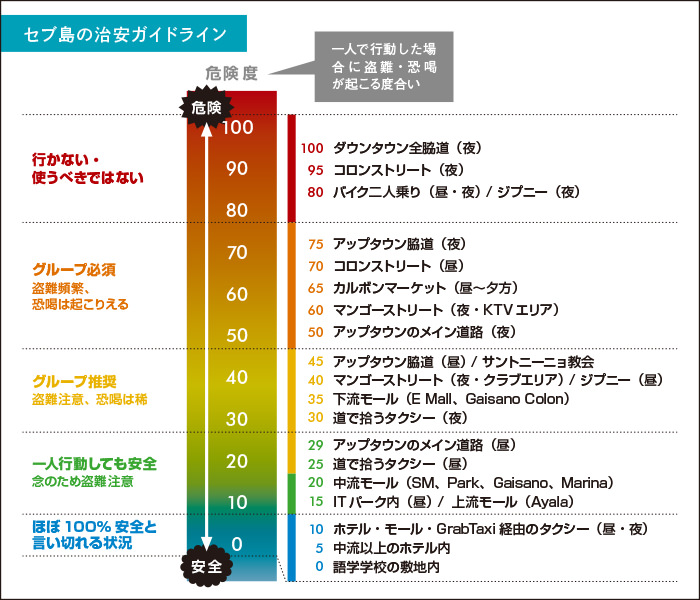 セブ島の治安ガイドライン
危険度
一人で行動した場
合に盗難・恐喝
が起こる度合い
危険
100
90
80
70
60
50
40
30
20
10
0
安全
行かない・
使うべきではない
100 ダウンタウン全脇道（夜）
95 コロンストリート（夜）
80 バイク二人乗り（昼・夜）/ ジプニー（夜）
グループ必須
盗難頻繁、
恐喝は起こりえる
75 アップタウン脇道（夜）
70 コロンストリート（昼）
65 カルボンマーケット（昼〜夕方）
60 マンゴーストリート（夜・KTVエリア）
50 アップタウンのメイン道路（夜）
グループ推奨
盗難注意、恐喝は稀
45 アップタウン脇道（昼）/ サントニーニョ教会
40 マンゴーストリート（夜・クラブエリア）/ ジプニー（昼）
35 下流モール（E Mall、Gaisano Colon）
30 道で拾うタクシー（夜）
一人行動しても安全
念のため盗難注意
29 アップタウンのメイン道路（昼）
25 道で拾うタクシー（昼）
20 中流モール（SM、Park、Gaisano、Marina）
15 ITパーク内（昼）/ 上流モール（Ayala）
ほぼ100%安全と
言い切れる状況
10 ホテル・モール・GrabTaxi経由のタクシー（昼・夜）
5 中流以上のホテル内
0 語学学校の敷地内